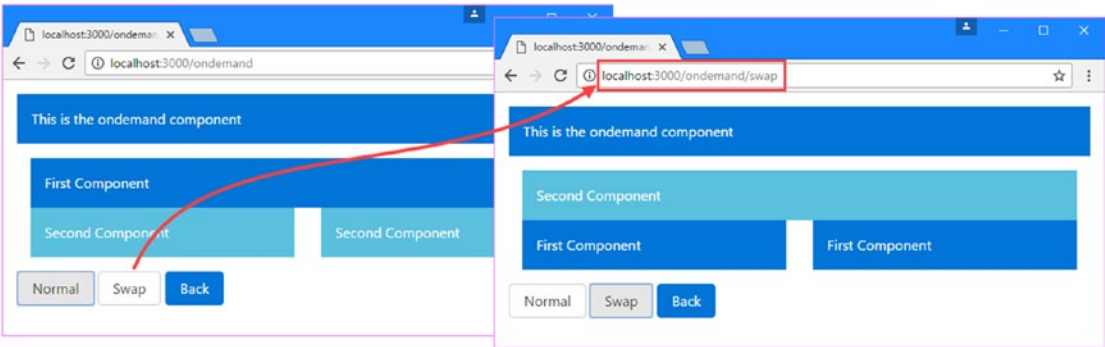 localhost:3000/ondeman
localhost:3000/ondemand
This is the ondemand component
First Component
Second Component Second Component
Normal Swap Back
localhost:3000/ondeman
localhost:3000/ondemand/swap
This is the ondemand component
Second Component
First Component First Component
Normal Swap Back